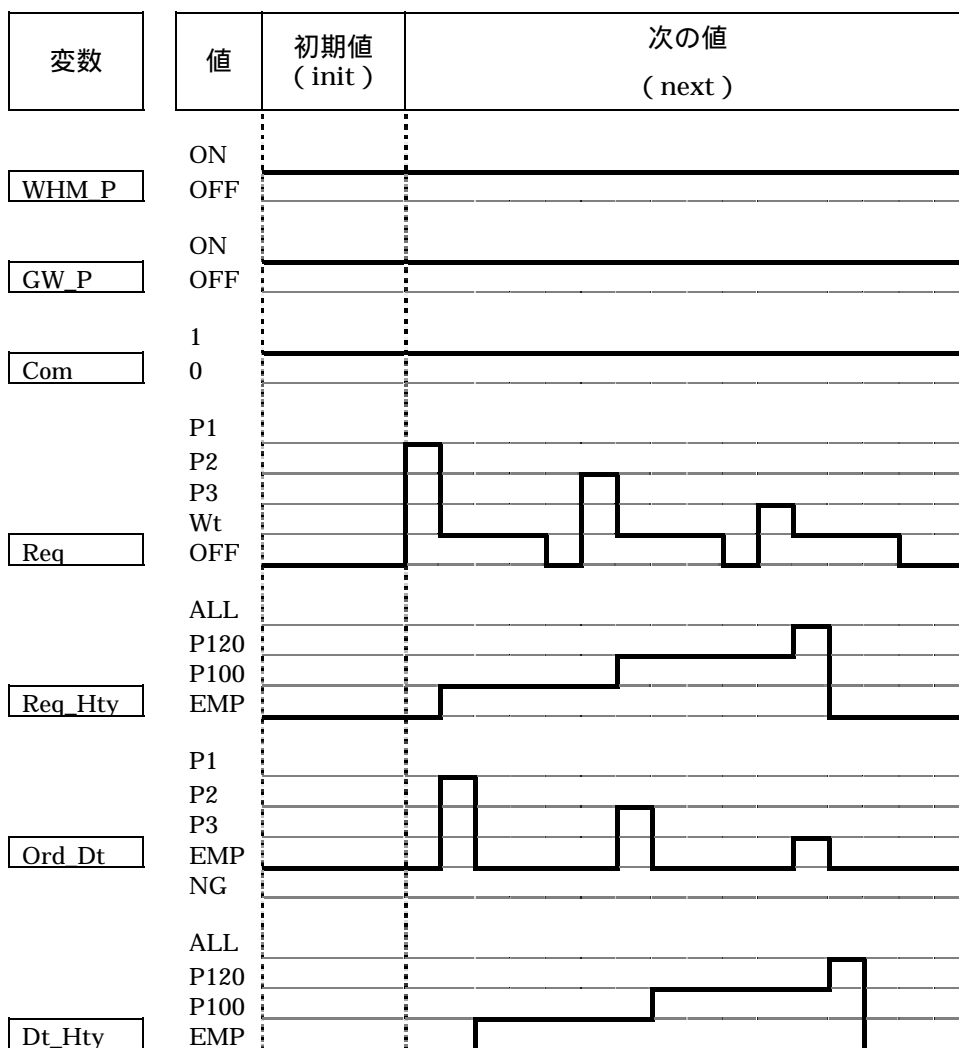 変数 値 初期値 次の値
( init ) ( next )
ON
WHM_P OFF
ON
GW_P OFF
1
Com 0
P1
P2
P3
Wt
Req OFF
ALL
P120
P100
Req_Hty EMP
P1
P2
P3
Ord_Dt EMP
NG
ALL
P120
P100
Dt_Hty EMP